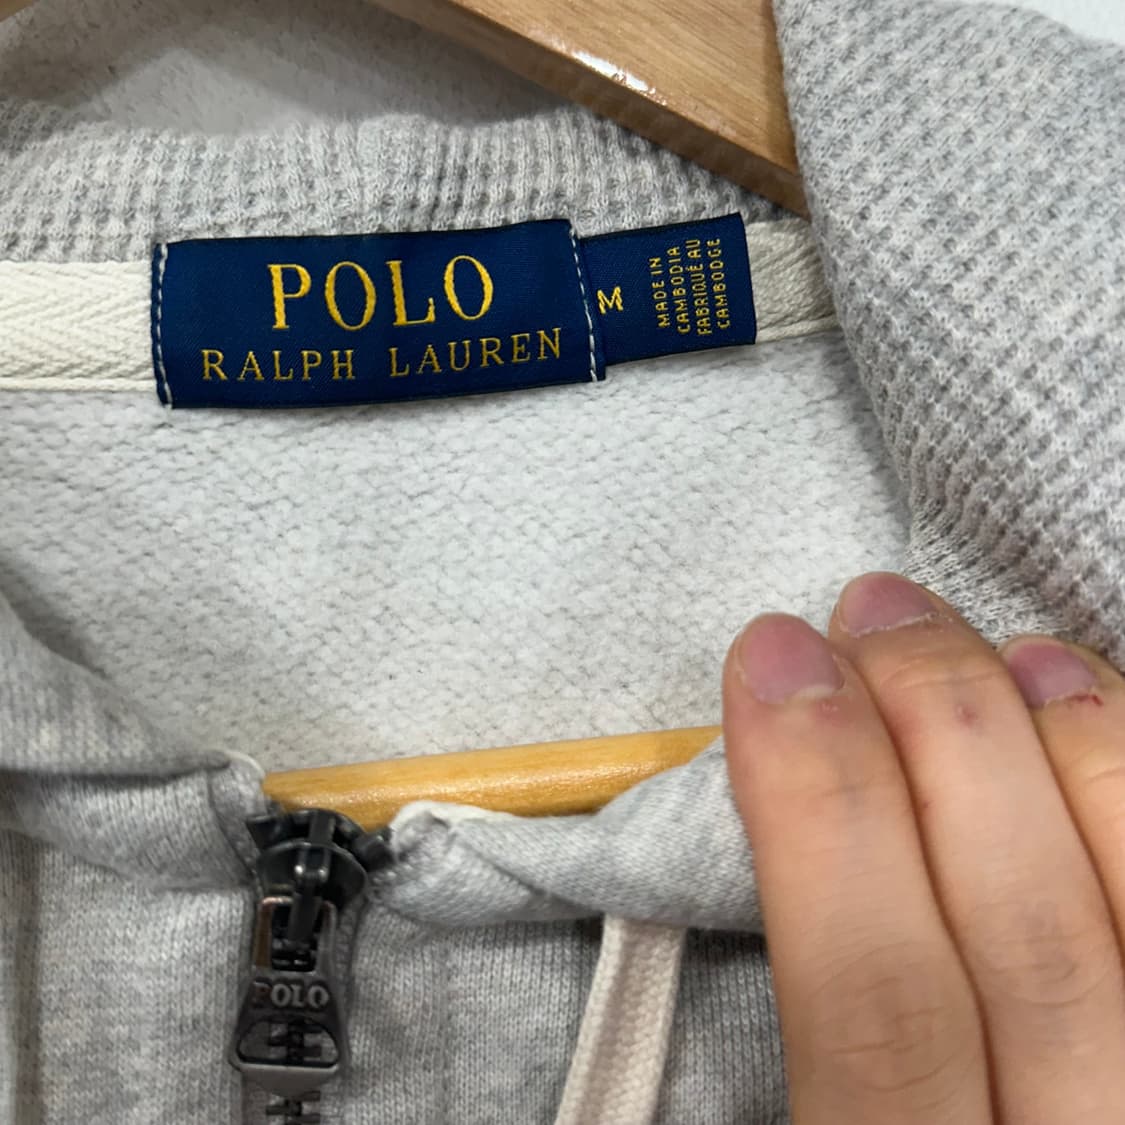 POLO
RALPH LAUREN
M
MADE IN
CAMBODIA
FABRIQUÉ AU
CAMBODGE
POLO